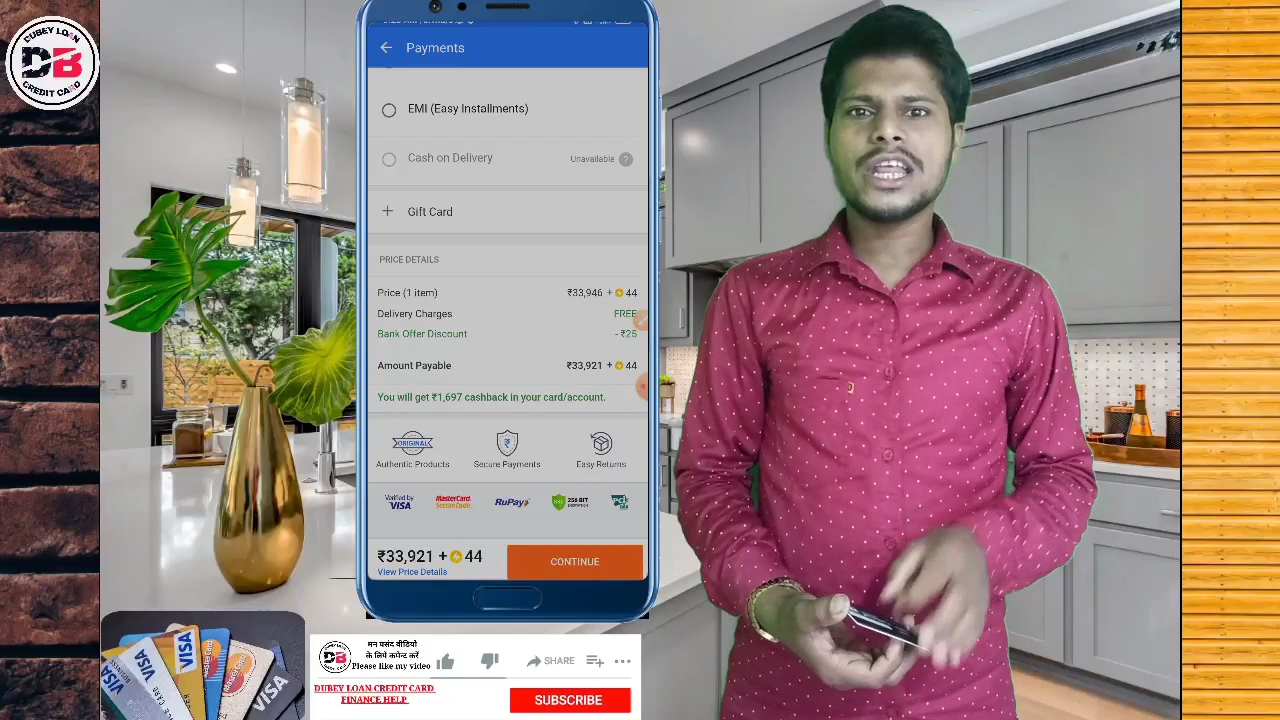 DUBEY LOAN
DB
CREDIT CARD
Payments
EMI (Easy Installments)
Cash on Delivery
Unavailable ?
+ Gift Card
PRICE DETAILS
Price (1 item)
₹33,946 + 44
Delivery Charges
FREE
Bank Offer Discount
- ₹25
Amount Payable
₹33,921 + 44
You will get ₹1,697 cashback in your card/account.
ORIGINAL
Authentic Products
Secure Payments
Easy Returns
Verified by
VISA
MasterCard.
SecureCode.
RuPay
256 BIT
PCI
₹33,921 + 44
View Price Details
CONTINUE
VISA
VISA
VISA
DB
मन पसंद वीडियो
के लिये कमेंट करें
Please like my video
SHARE
DUBEY LOAN CREDIT CARD
FINANCE HELP
SUBSCRIBE